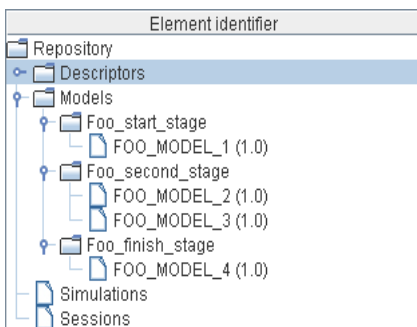 Element identifier
Repository
Descriptors
Models
Foo_start_stage
FOO_MODEL_1 (1.0)
Foo_second_stage
FOO_MODEL_2 (1.0)
FOO_MODEL_3 (1.0)
Foo_finish_stage
FOO_MODEL_4 (1.0)
Simulations
Sessions